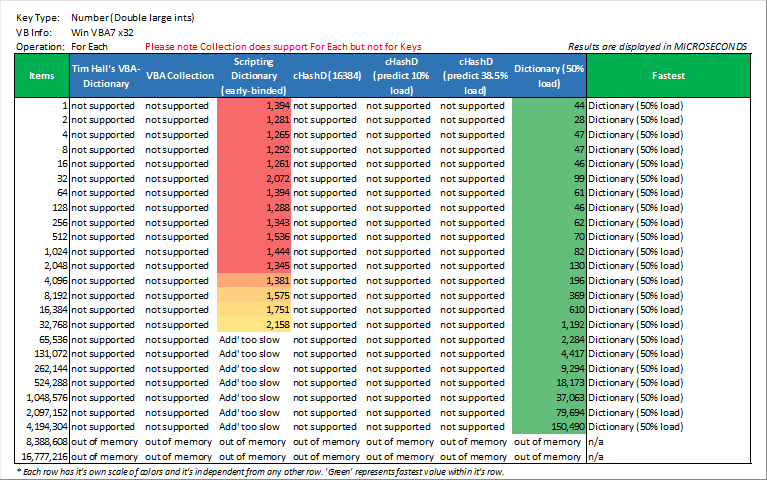 Key Type: Number (Double large ints)
VB Info: Win VBA7 x32
Operation: For Each Please note Collection does support For Each but not for Keys Results are displayed in MICROSECONDS
Items Tim Hall's VBA-Dictionary VBA Collection Scripting Dictionary (early-binded) cHashD (16384) cHashD (predict 10% load) cHashD (predict 38.5% load) Dictionary (50% load) Fastest
1 not supported not supported 1,394 not supported not supported not supported 44 Dictionary (50% load)
2 not supported not supported 1,281 not supported not supported not supported 28 Dictionary (50% load)
4 not supported not supported 1,265 not supported not supported not supported 47 Dictionary (50% load)
8 not supported not supported 1,292 not supported not supported not supported 47 Dictionary (50% load)
16 not supported not supported 1,261 not supported not supported not supported 46 Dictionary (50% load)
32 not supported not supported 2,072 not supported not supported not supported 99 Dictionary (50% load)
64 not supported not supported 1,394 not supported not supported not supported 61 Dictionary (50% load)
128 not supported not supported 1,288 not supported not supported not supported 46 Dictionary (50% load)
256 not supported not supported 1,343 not supported not supported not supported 62 Dictionary (50% load)
512 not supported not supported 1,536 not supported not supported not supported 70 Dictionary (50% load)
1,024 not supported not supported 1,444 not supported not supported not supported 82 Dictionary (50% load)
2,048 not supported not supported 1,345 not supported not supported not supported 130 Dictionary (50% load)
4,096 not supported not supported 1,381 not supported not supported not supported 196 Dictionary (50% load)
8,192 not supported not supported 1,575 not supported not supported not supported 369 Dictionary (50% load)
16,384 not supported not supported 1,751 not supported not supported not supported 610 Dictionary (50% load)
32,768 not supported not supported 2,158 not supported not supported not supported 1,192 Dictionary (50% load)
65,536 not supported not supported Add' too slow not supported not supported not supported 2,284 Dictionary (50% load)
131,072 not supported not supported Add' too slow not supported not supported not supported 4,417 Dictionary (50% load)
262,144 not supported not supported Add' too slow not supported not supported not supported 9,294 Dictionary (50% load)
524,288 not supported not supported Add' too slow not supported not supported not supported 18,173 Dictionary (50% load)
1,048,576 not supported not supported Add' too slow not supported not supported not supported 37,063 Dictionary (50% load)
2,097,152 not supported not supported Add' too slow not supported not supported not supported 79,694 Dictionary (50% load)
4,194,304 not supported not supported Add' too slow not supported not supported not supported 150,490 Dictionary (50% load)
8,388,608 out of memory out of memory out of memory out of memory out of memory out of memory out of memory n/a
16,777,216 out of memory out of memory out of memory out of memory out of memory out of memory out of memory n/a
* Each row has it's own scale of colors and it's independent from any other row. 'Green' represents fastest value within it's row.